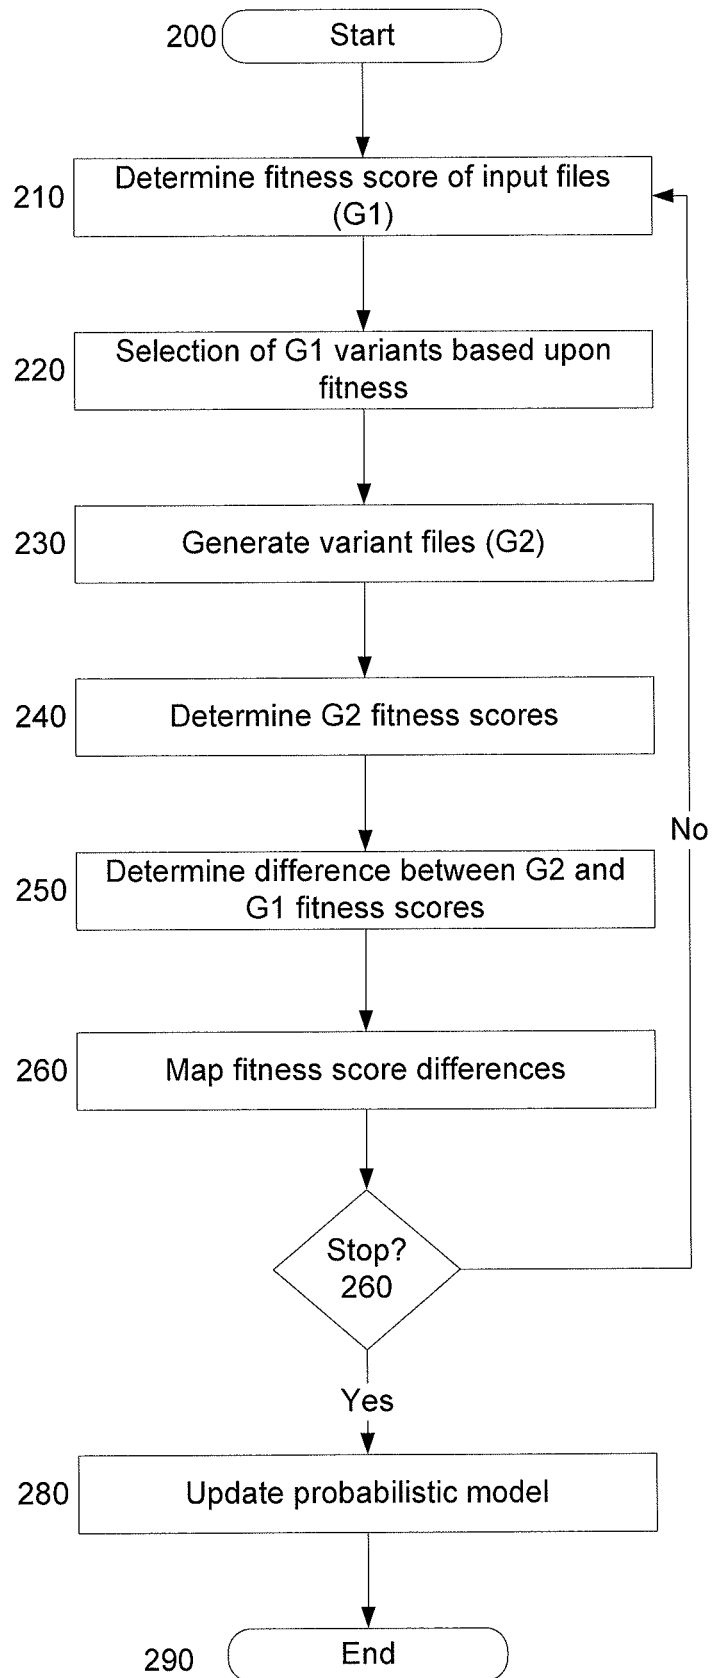 200 Start
210 Determine fitness score of input files
(G1)
220 Selection of G1 variants based upon
fitness
230 Generate variant files (G2)
240 Determine G2 fitness scores
No
250 Determine difference between G2 and
G1 fitness scores
260 Map fitness score differences
Stop?
260
Yes
280 Update probabilistic model
290 End